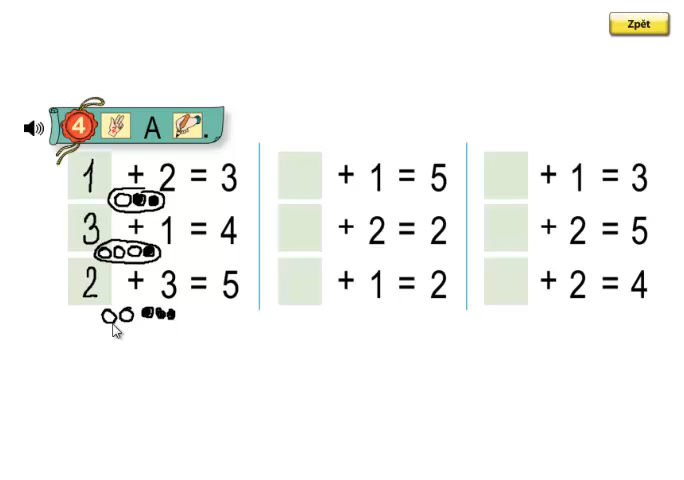 Zpět
4 A .
1 + 2 = 3
3 + 1 = 4
2 + 3 = 5
+ 1 = 5
+ 2 = 2
+ 1 = 2
+ 1 = 3
+ 2 = 5
+ 2 = 4